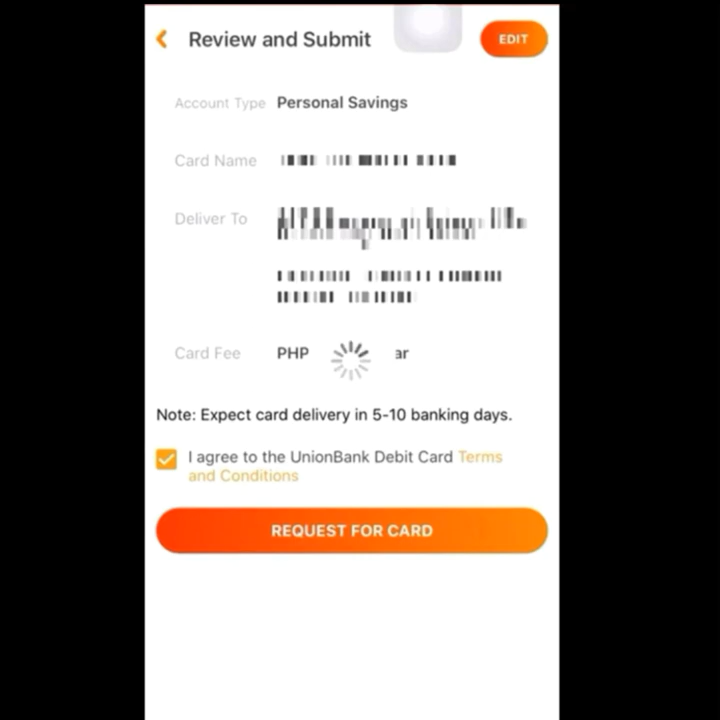 Review and Submit
EDIT
Account Type Personal Savings
Card Name
Deliver To
Card Fee PHP
Note: Expect card delivery in 5-10 banking days.
I agree to the UnionBank Debit Card Terms
and Conditions
REQUEST FOR CARD